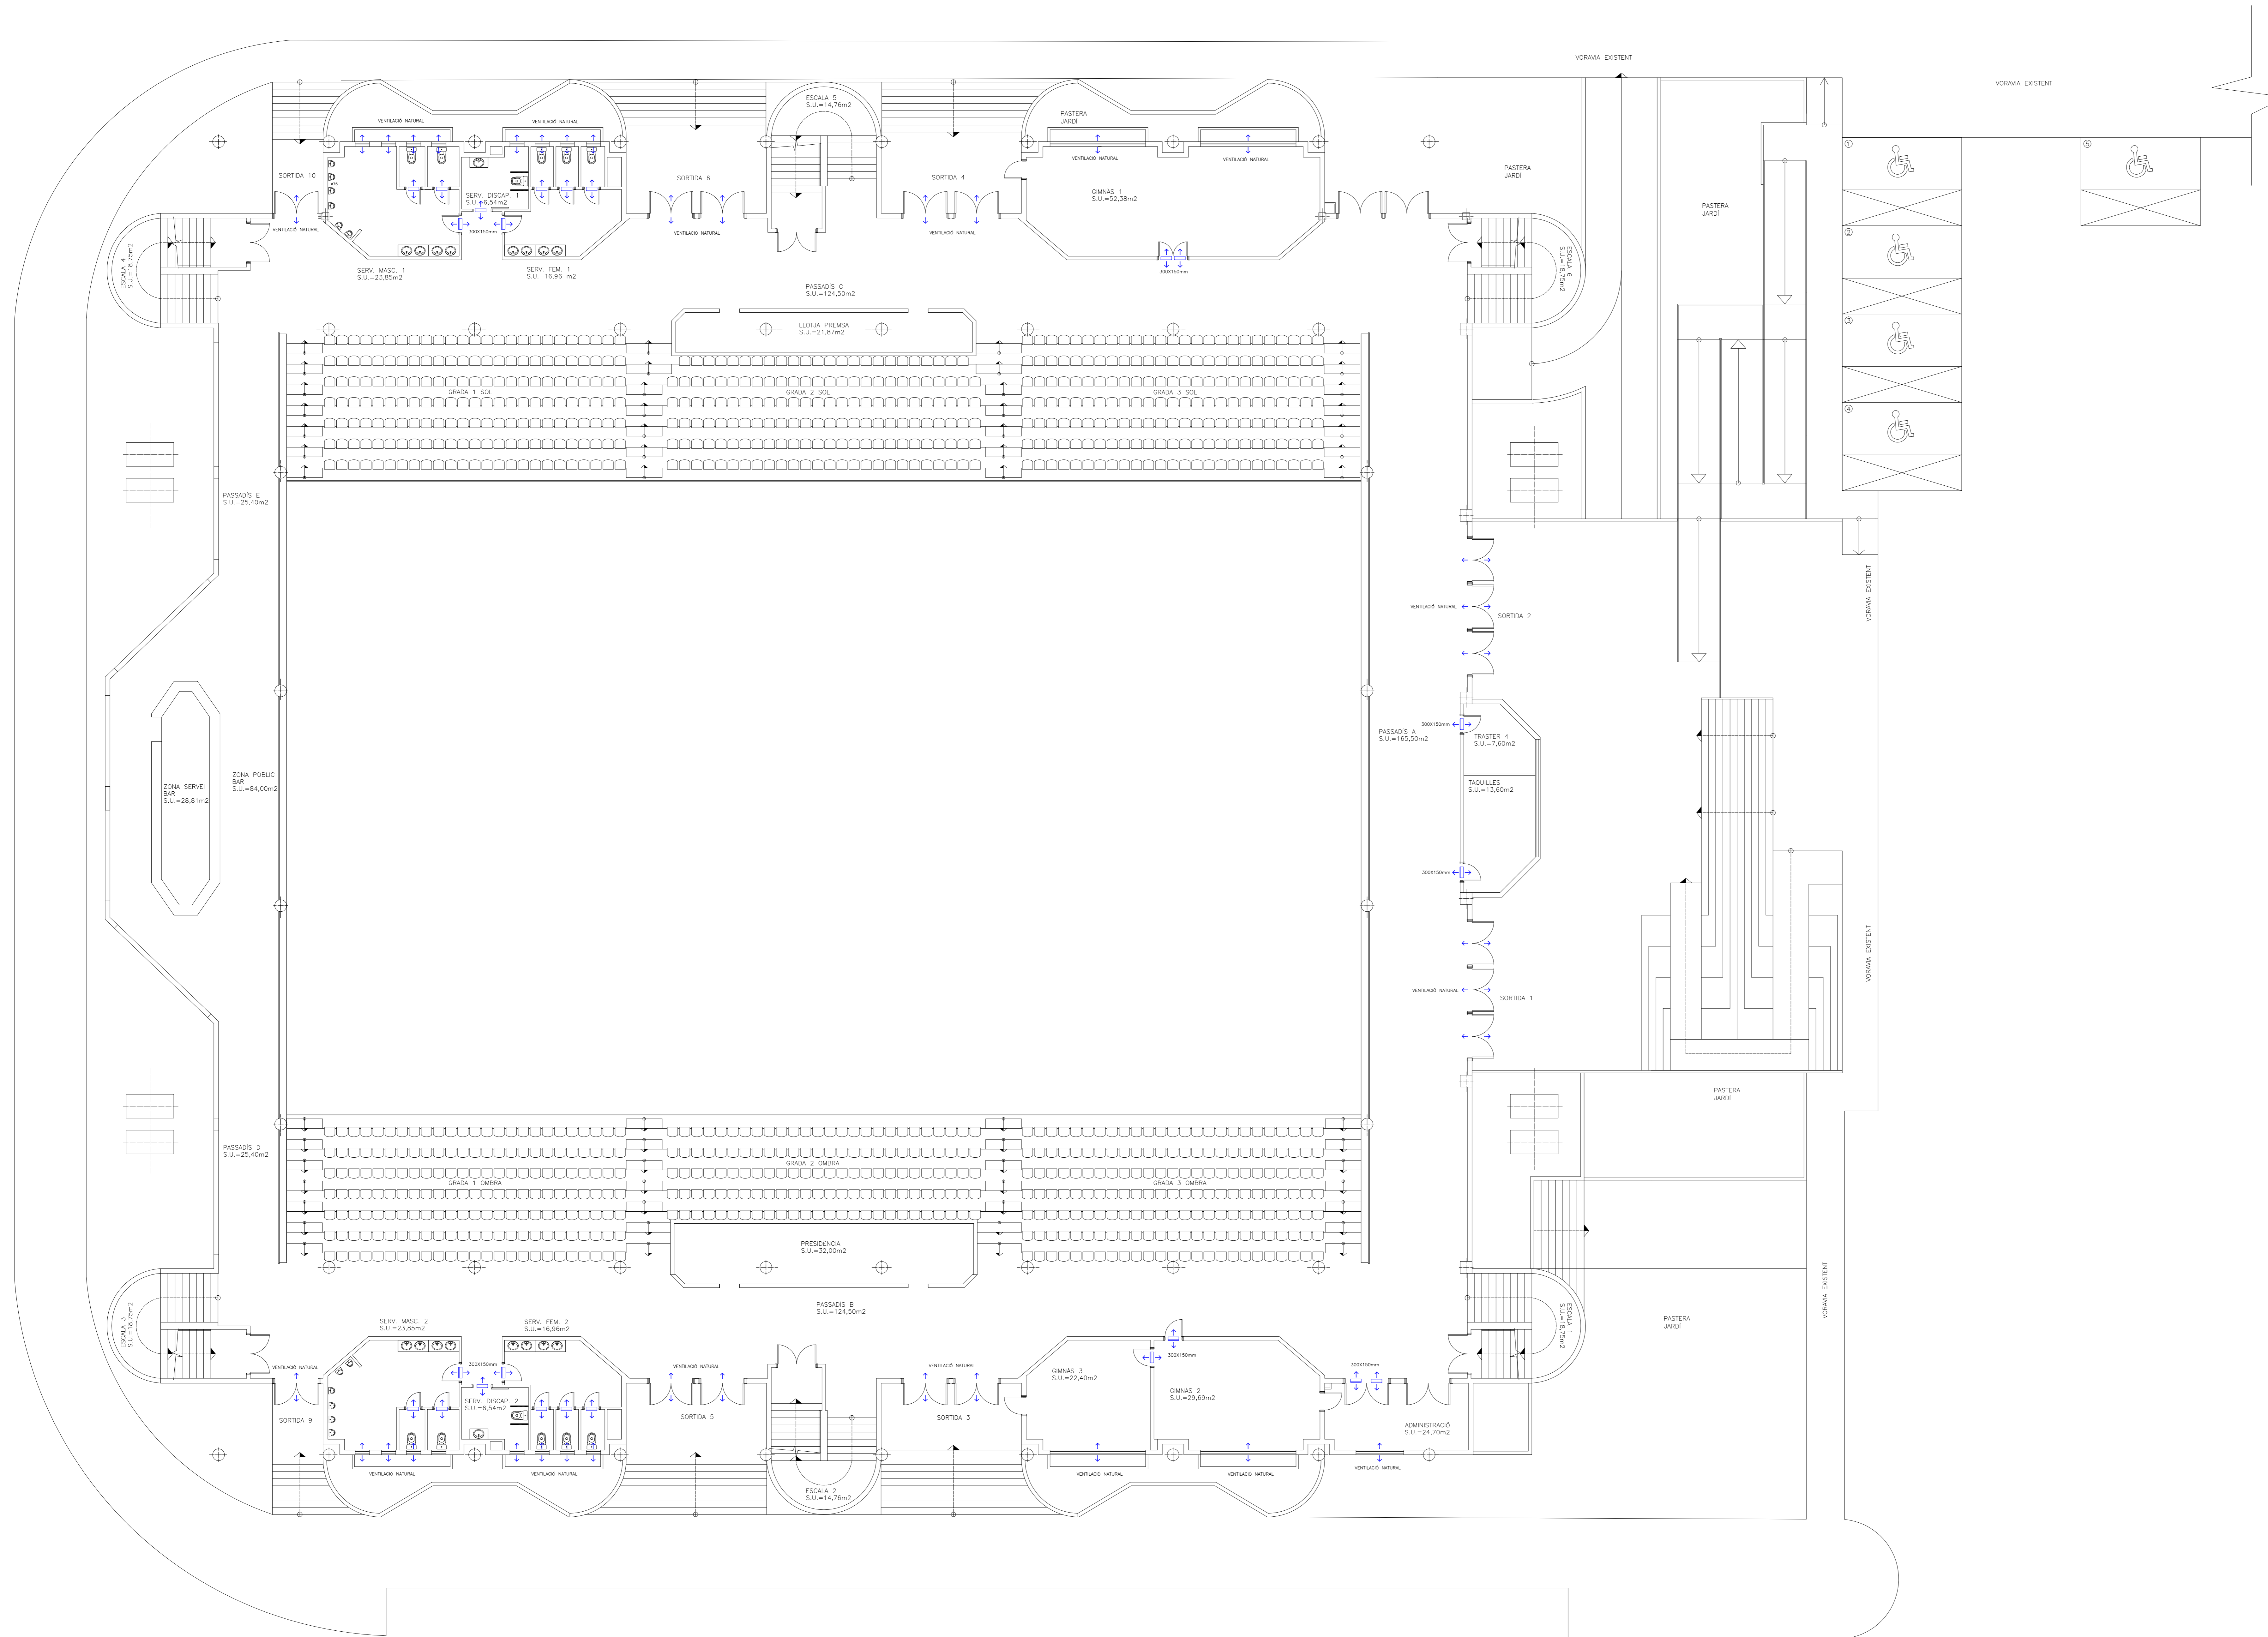 VORAVIA EXISTENT
VORAVIA EXISTENT
ESCALA 5
S.U.=14,76m2
PASTERA
JARDÍ
VENTILACIÓ NATURAL
VENTILACIÓ NATURAL
1
5
VENTILACIÓ NATURAL
VENTILACIÓ NATURAL
PASTERA
JARDÍ
SORTIDA 10
SORTIDA 6
SORTIDA 4
GIMNÀS 1
S.U.=52,38m2
SERV. DISCAP. 1
S.U.=6,54m2
PASTERA
JARDÍ
VENTILACIÓ NATURAL
300X150mm
VENTILACIÓ NATURAL
VENTILACIÓ NATURAL
2
ESCALA 4
S.U.=18,75m2
SERV. MASC. 1
S.U.=23,85m2
SERV. FEM. 1
S.U.=16,96 m2
300X150mm
ESCALA 6
S.U.=18,75m2
PASSADÍS C
S.U.=124,50m2
LLOTJA PREMSA
S.U.=21,87m2
3
GRADA 1 SOL
GRADA 2 SOL
GRADA 3 SOL
4
PASSADÍS E
S.U.=25,40m2
VORAVIA EXISTENT
VENTILACIÓ NATURAL
SORTIDA 2
300X150mm
PASSADÍS A
S.U.=165,50m2
TRASTER 4
S.U.=7,60m2
ZONA PÚBLIC
BAR
S.U.=84,00m2
ZONA SERVEI
BAR
S.U.=28,81m2
TAQUILLES
S.U.=13,60m2
300X150mm
VORAVIA EXISTENT
VENTILACIÓ NATURAL
SORTIDA 1
PASTERA
JARDÍ
PASSADÍS D
S.U.=25,40m2
GRADA 2 OMBRA
GRADA 1 OMBRA
GRADA 3 OMBRA
PRESIDÈNCIA
S.U.=32,00m2
VORAVIA EXISTENT
PASSADÍS B
S.U.=124,50m2
ESCALA 3
S.U.=18,75m2
SERV. MASC. 2
S.U.=23,85m2
SERV. FEM. 2
S.U.=16,96m2
ESCALA 1
S.U.=18,75m2
PASTERA
JARDÍ
VENTILACIÓ NATURAL
300X150mm
VENTILACIÓ NATURAL
VENTILACIÓ NATURAL
300X150mm
300X150mm
GIMNÀS 3
S.U.=22,40m2
GIMNÀS 2
S.U.=29,69m2
SERV. DISCAP. 2
S.U.=6,54m2
SORTIDA 9
SORTIDA 5
SORTIDA 3
ADMINISTRACIÓ
S.U.=24,70m2
VENTILACIÓ NATURAL
VENTILACIÓ NATURAL
VENTILACIÓ NATURAL
VENTILACIÓ NATURAL
VENTILACIÓ NATURAL
ESCALA 2
S.U.=14,76m2